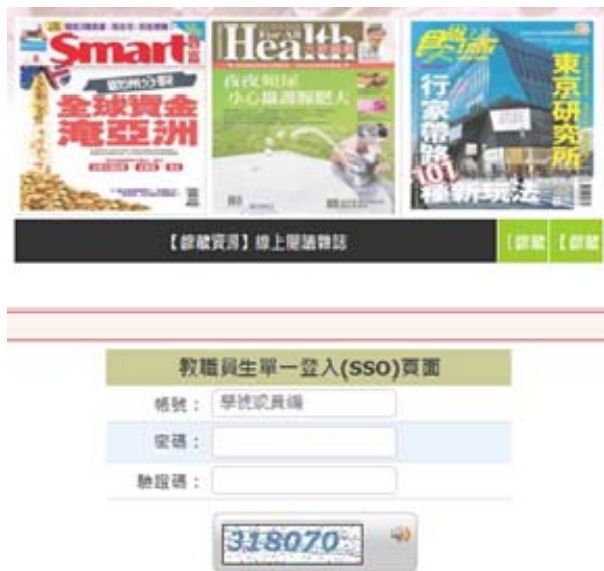 Smart
全球資金
淹亞洲
For All
Health
夜夜頻尿
小心攝護腺肥大
東京研究所
行家帶路
101
種新玩法
【館藏資源】線上閱讀雜誌
【館藏
【館藏
教職員生單一登入(SSO)頁面
帳號：
學號或員編
密碼：
驗證碼：
318070